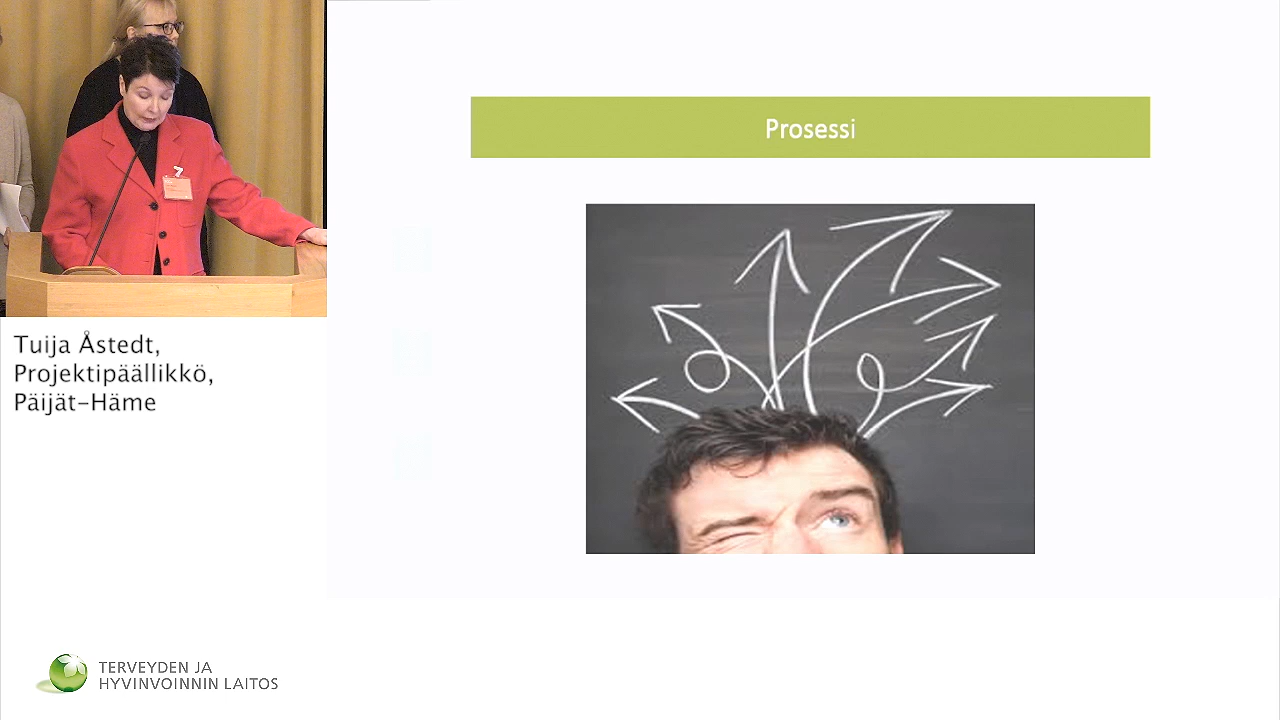 Prosessi
Tuija Åstedt,
Projektipäällikkö,
Päijät-Häme
TERVEYDEN JA
HYVINVOINNIN LAITOS